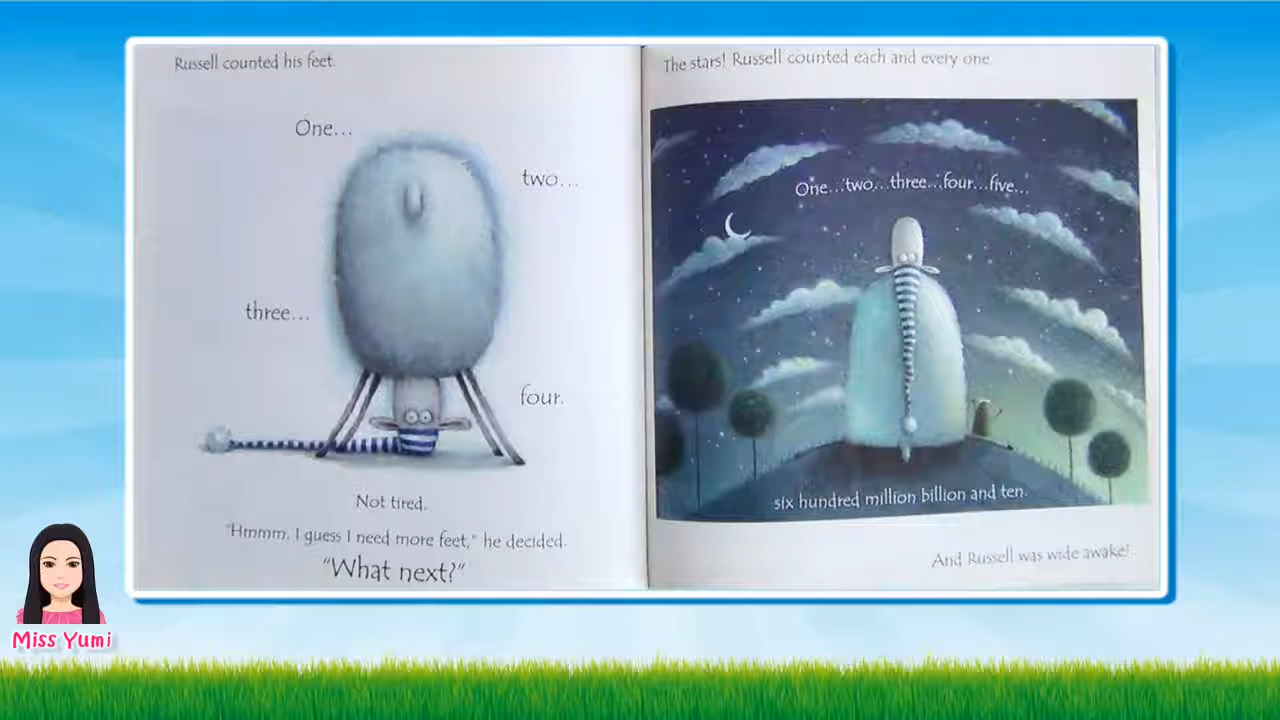 Russell counted his feet.
One...
two...
three...
four.
Not tired.
"Hmmm. I guess I need more feet," he decided.
"What next?"
The stars! Russell counted each and every one.
One...two...three...four...five...
six hundred million billion and ten.
And Russell was wide awake!
Miss Yumi